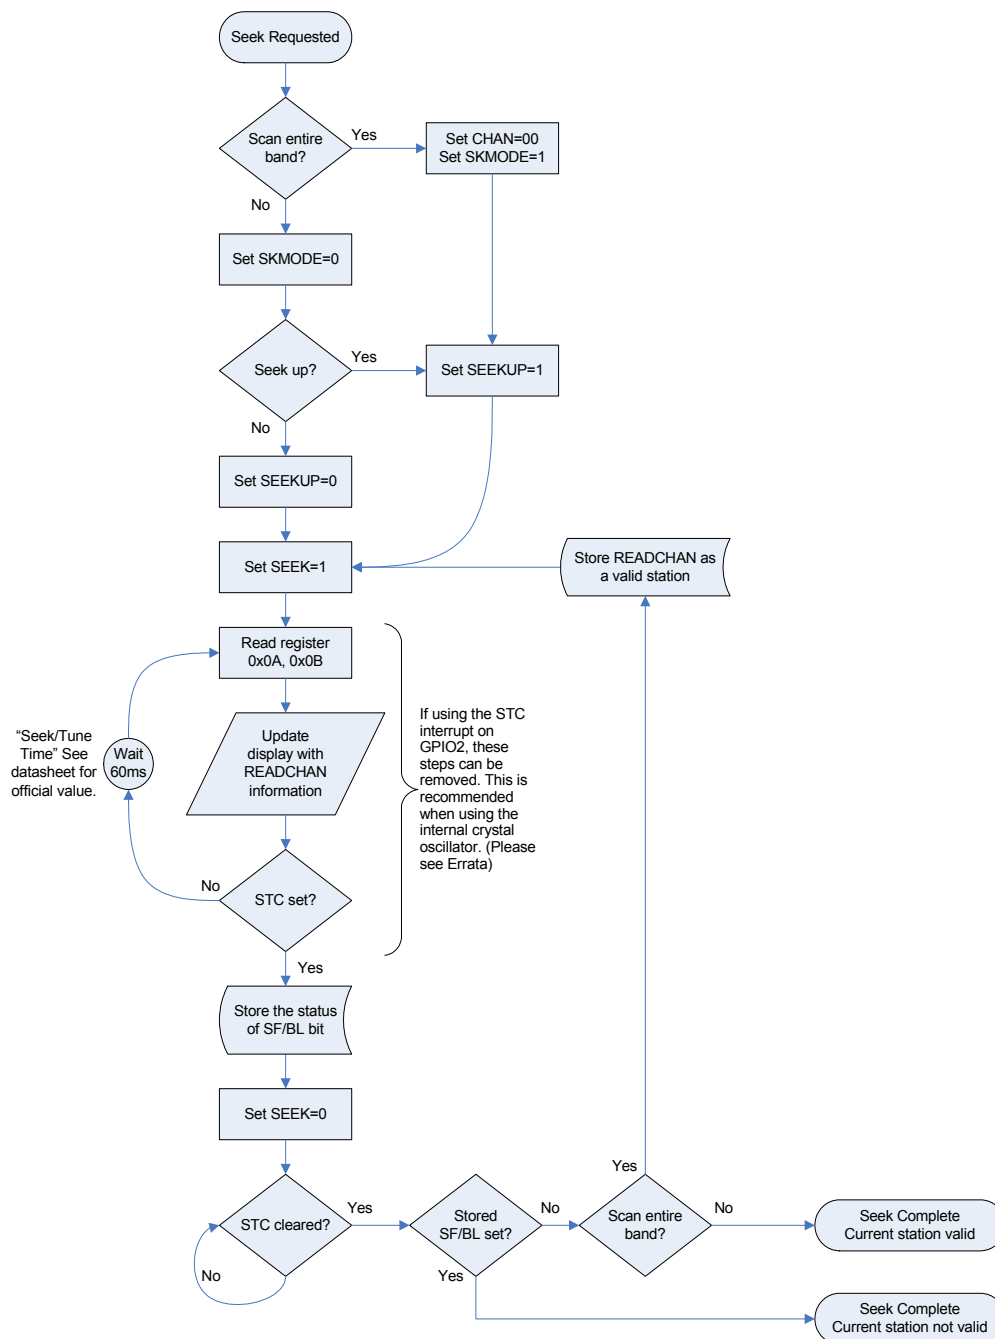 Seek Requested
Scan entire
band?
Yes
Set CHAN=00
Set SKMODE=1
No
Set SKMODE=0
Seek up?
Yes
Set SEEKUP=1
No
Set SEEKUP=0
Set SEEK=1
Store READCHAN as
a valid station
Read register
0x0A, 0x0B
“Seek/Tune
Time” See
datasheet for
official value.
Wait
60ms
Update
display with
READCHAN
information
If using the STC
interrupt on
GPIO2, these
steps can be
removed. This is
recommended
when using the
internal crystal
oscillator. (Please
see Errata)
No
STC set?
Yes
Store the status
of SF/BL bit
Set SEEK=0
STC cleared?
Yes
No
Stored
SF/BL set?
No
Yes
Scan entire
band?
Yes
No
Seek Complete
Current station valid
Seek Complete
Current station not valid